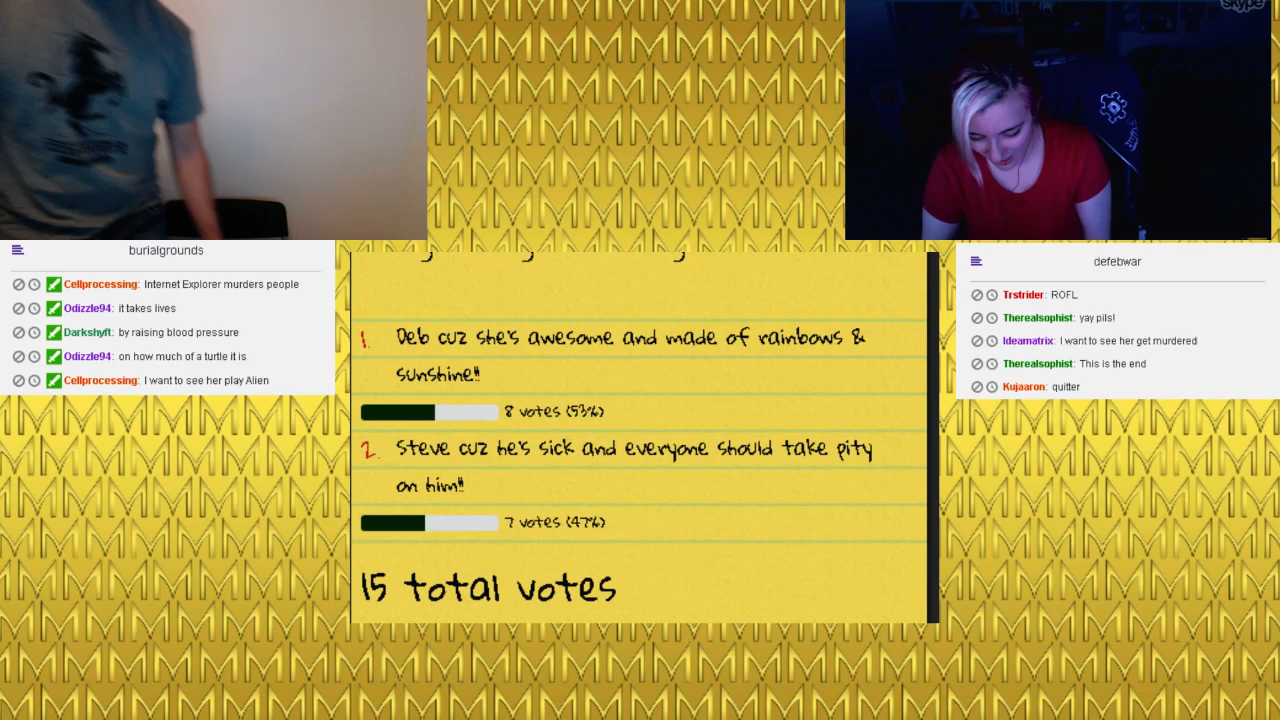 skype
burialgrounds
Cellprocessing: Internet Explorer murders people
Odizzle94: it takes lives
Darkshyft: by raising blood pressure
Odizzle94: on how much of a turtle it is
Cellprocessing: I want to see her play Alien
1. Deb cuz she's awesome and made of rainbows &
sunshine!!
8 votes (53%)
2. Steve cuz he's sick and everyone should take pity
on him!!
7 votes (47%)
15 total votes
defebwar
Trstrider: ROFL
Therealsophist: yay pils!
Ideamatrix: I want to see her get murdered
Therealsophist: This is the end
Kujaaron: quitter